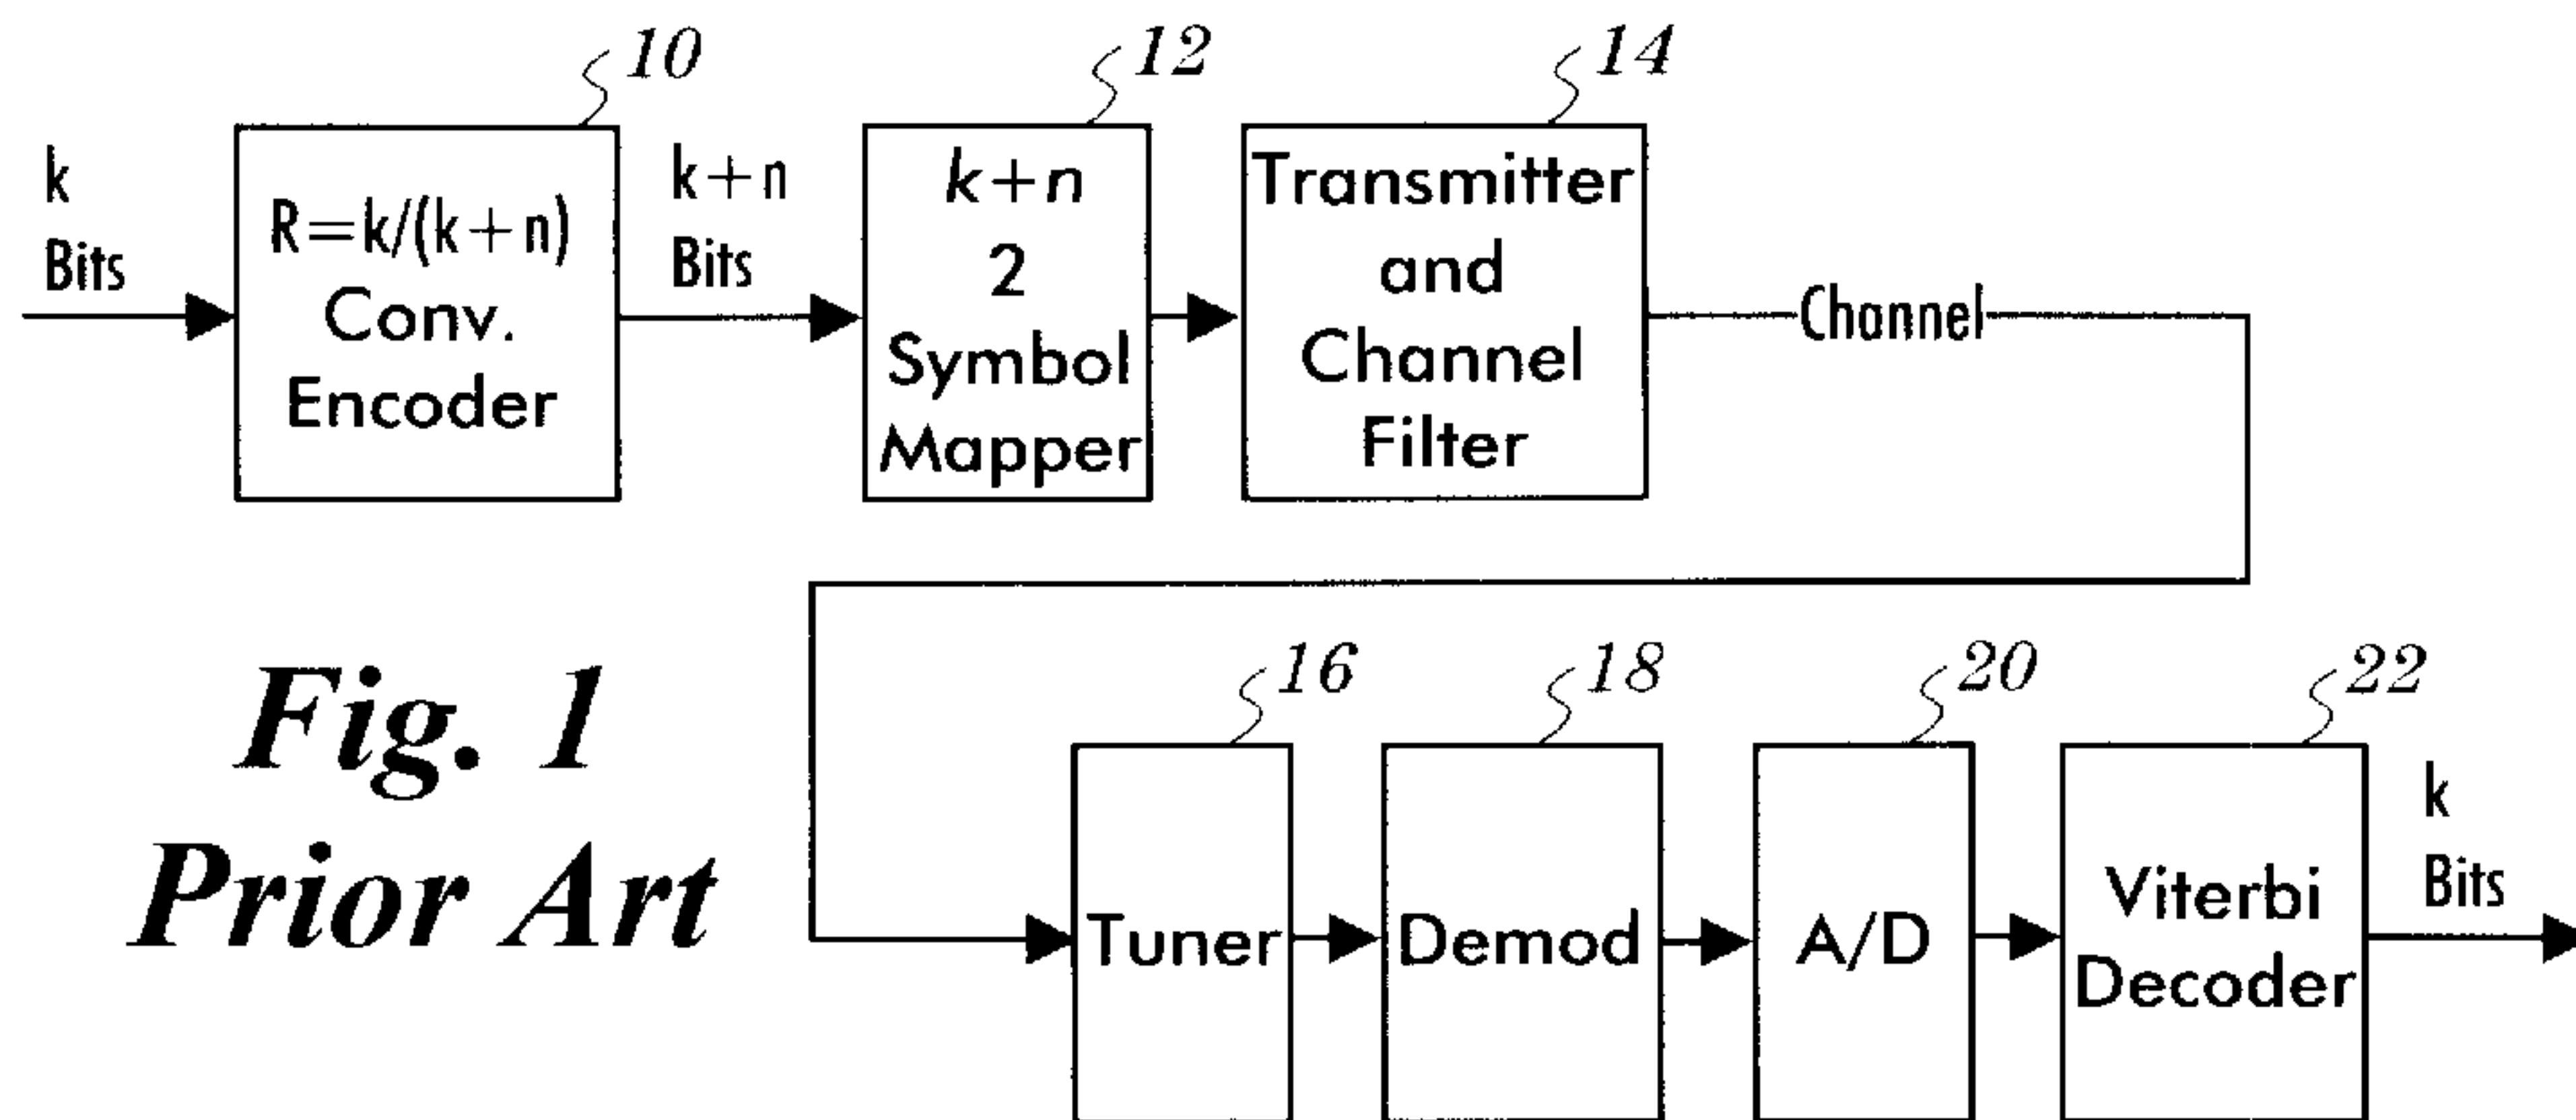 10
12
14
k
Bits
R=k/(k+n)
Conv.
Encoder
k+n
Bits
k+n
2
Symbol
Mapper
Transmitter
and
Channel
Filter
Channel
Fig. 1
Prior Art
16
18
20
22
Tuner
Demod
A/D
Viterbi
Decoder
k
Bits